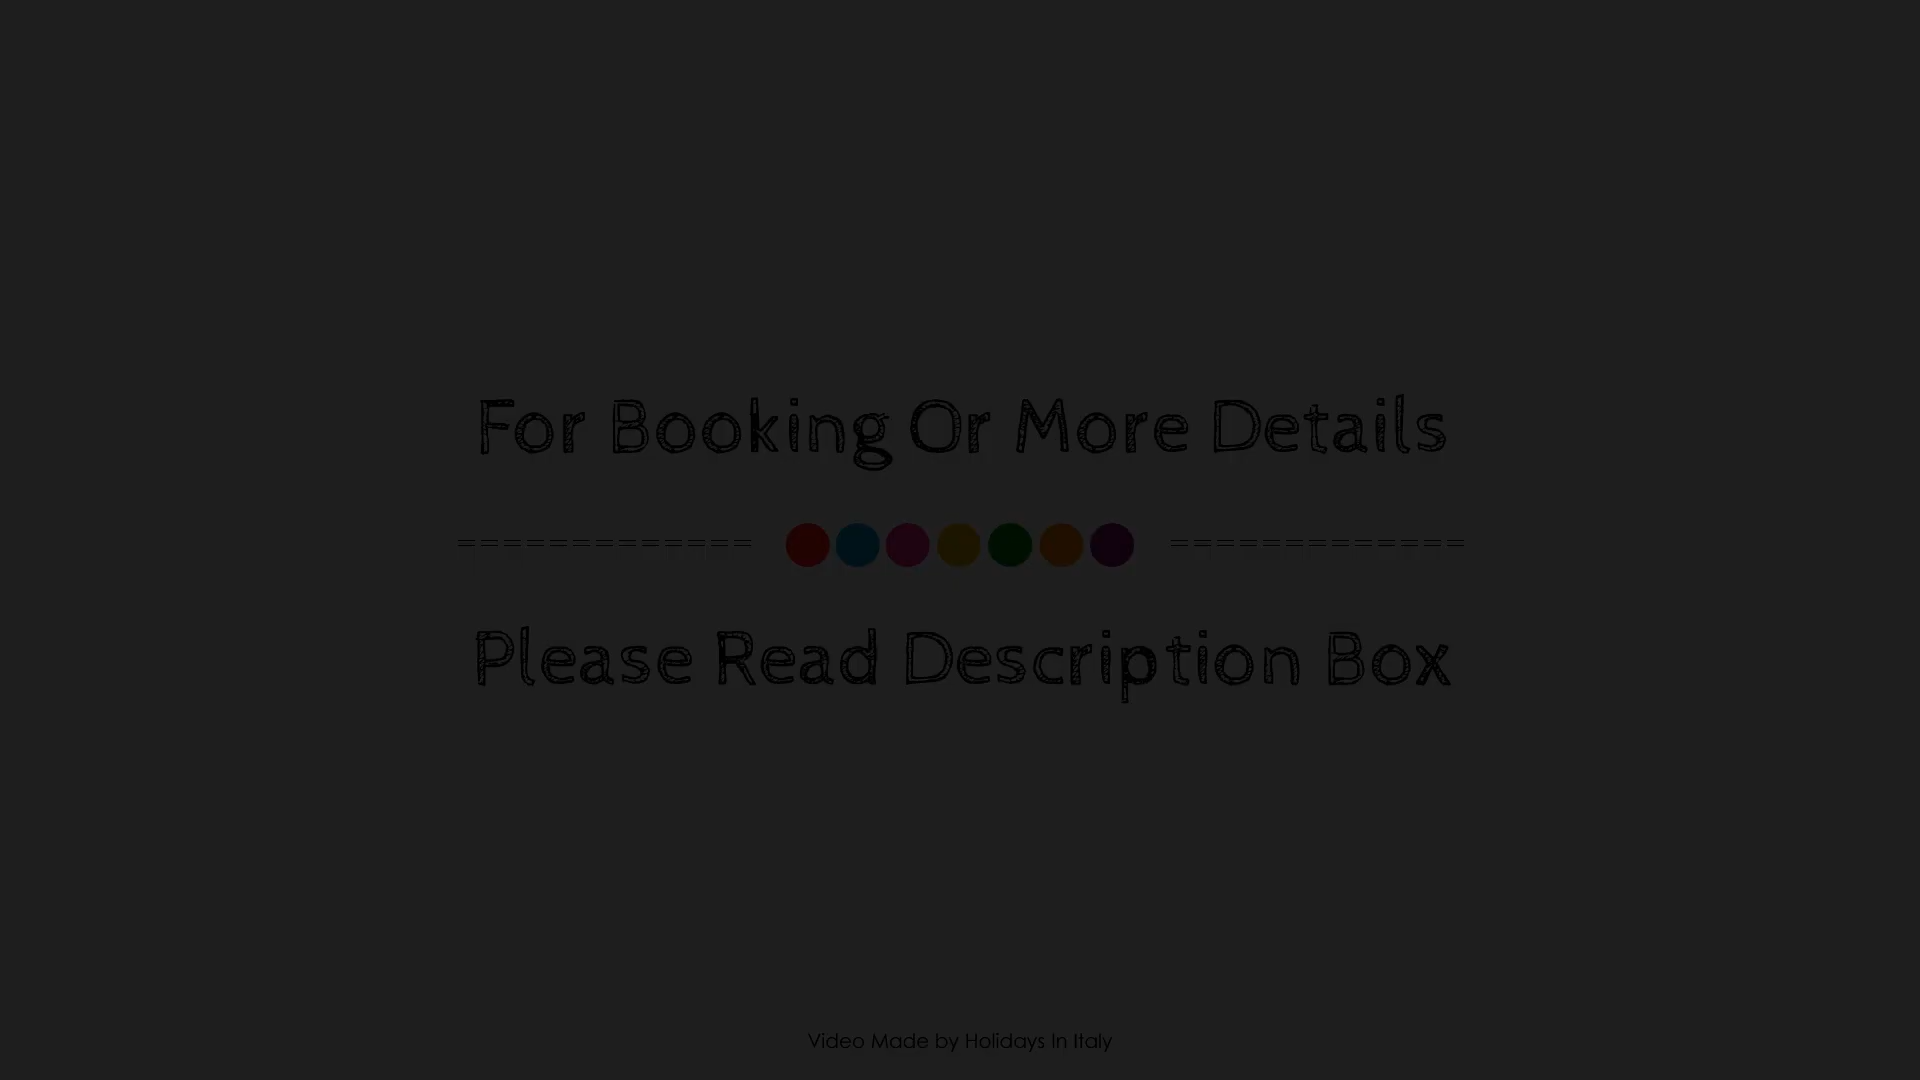 For Booking Or More Details
============= =============
Please Read Description Box
Video Made by Holidays In Italy